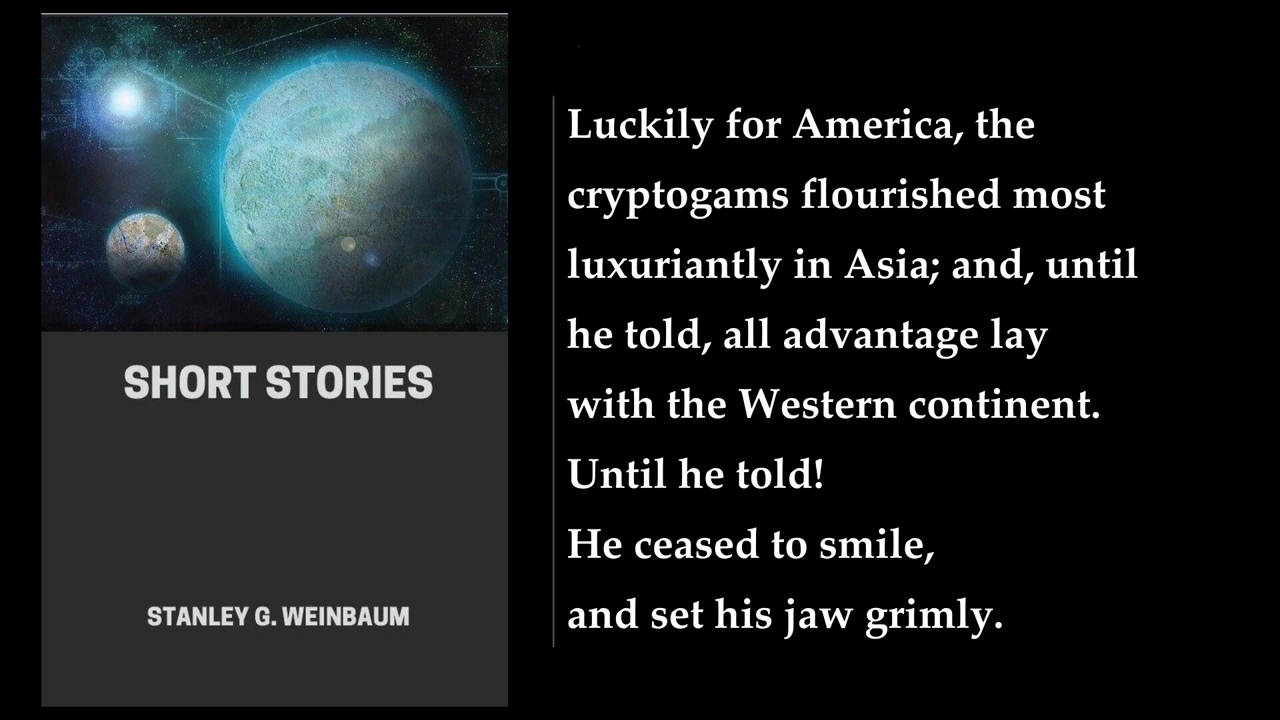 SHORT STORIES
STANLEY G. WEINBAUM
Luckily for America, the
cryptogams flourished most
luxuriantly in Asia; and, until
he told, all advantage lay
with the Western continent.
Until he told!
He ceased to smile,
and set his jaw grimly.